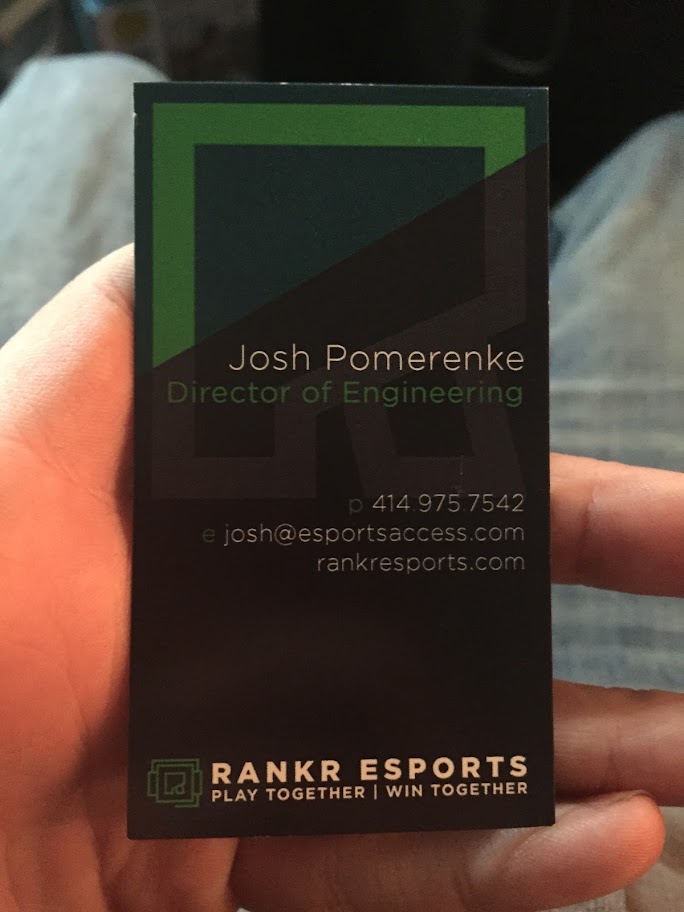 Josh Pomerenke
Director of Engineering
p 414.975.7542
e josh@esportsaccess.com
rankresports.com
RANKR ESPORTS
PLAY TOGETHER | WIN TOGETHER